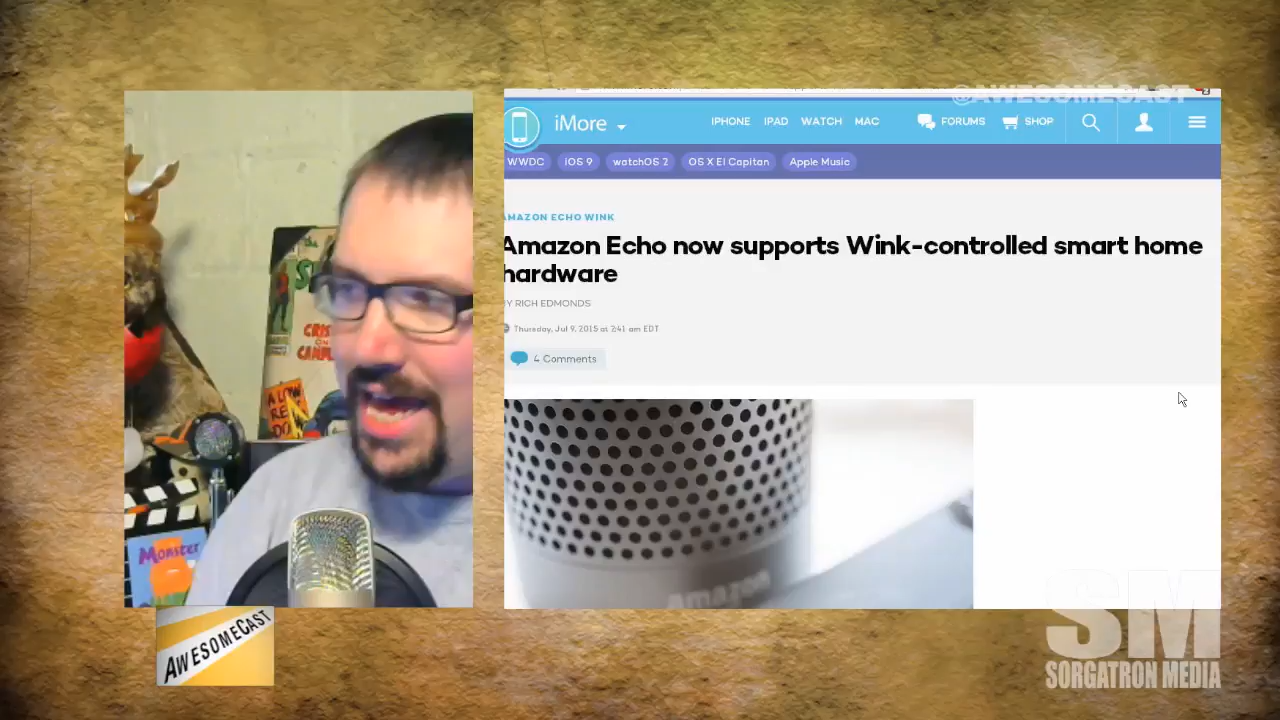 @AWESOMECAST
iMore
IPHONE IPAD WATCH MAC FORUMS SHOP
WWDC iOS 9 watchOS 2 OS X El Capitan Apple Music
AMAZON ECHO WINK
Amazon Echo now supports Wink-controlled smart home
hardware
BY RICH EDMONDS
Thursday, Jul 9, 2015 at 2:41 am EDT
4 Comments
Amazon
MONSTER
AWESOMECAST
SM
SORGATRON MEDIA